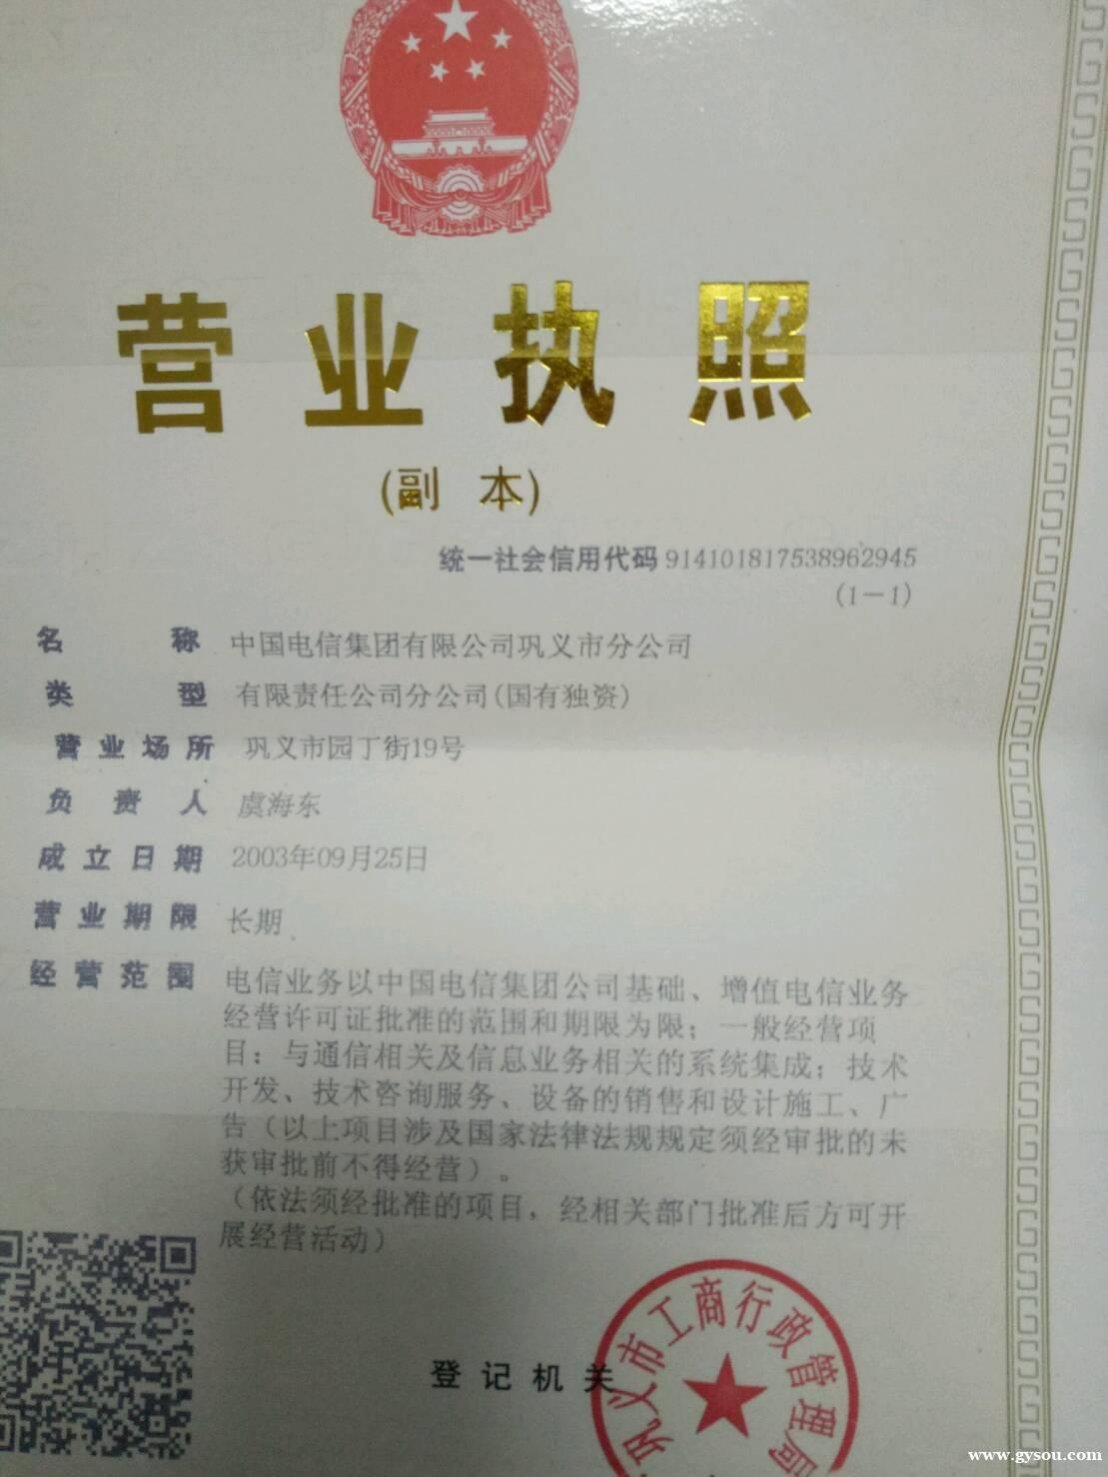 营业执照
(副 本)
统一社会信用代码 914101817538962945
(1-1)
名 称 中国电信集团有限公司巩义市分公司
类 型 有限责任公司分公司(国有独资)
营业场所 巩义市园丁街19号
负责人 虞海东
成立日期 2003年09月25日
营业期限 长期
经营范围 电信业务以中国电信集团公司基础、增值电信业务
经营许可证批准的范围和期限为限；一般经营项
目：与通信相关及信息业务相关的系统集成；技术
开发、技术咨询服务、设备的销售和设计施工、广
告（以上项目涉及国家法律法规规定须经审批的未
获审批前不得经营）。
（依法须经批准的项目，经相关部门批准后方可开
展经营活动）
登记机关
巩义市工商行政管理局
www.gysou.com